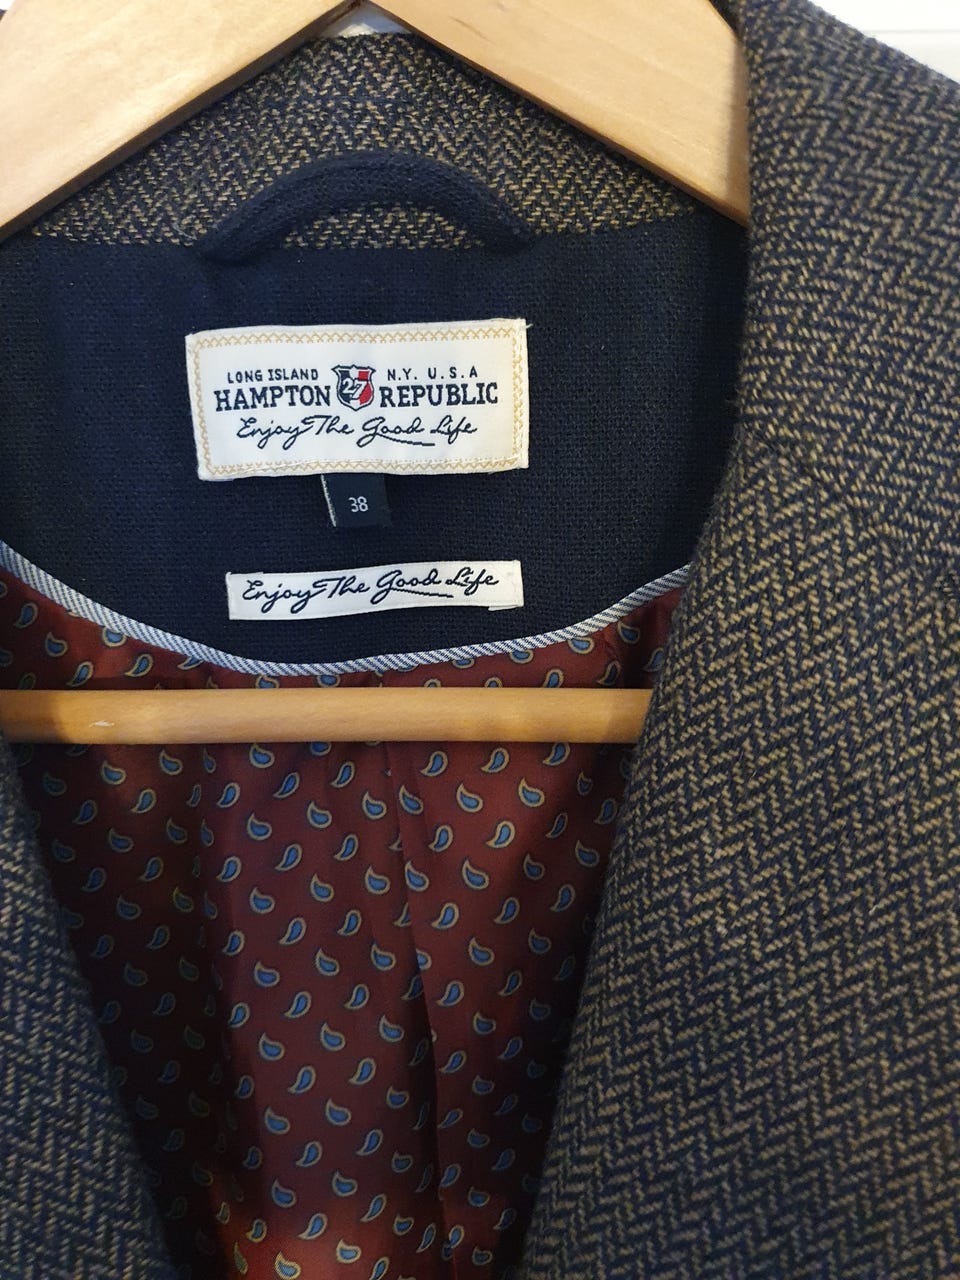 LONG ISLAND 27 N.Y. U.S.A
HAMPTON REPUBLIC
Enjoy The Good Life
38
Enjoy The Good Life